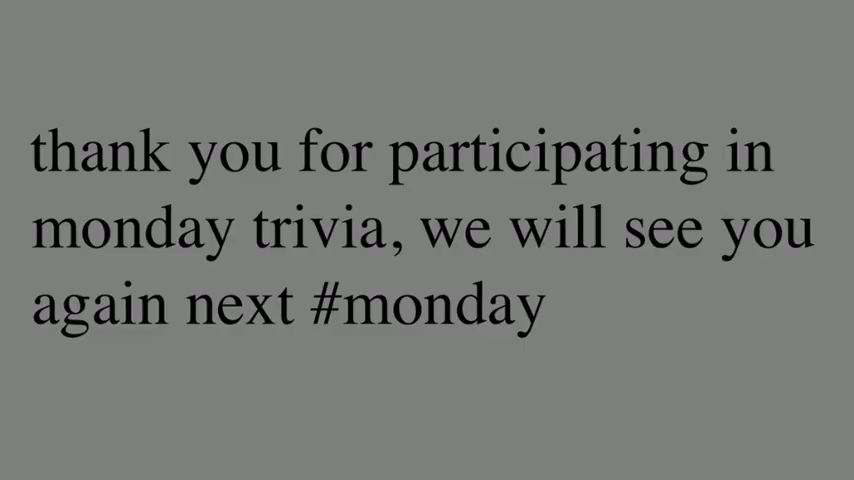 thank you for participating in
monday trivia, we will see you
again next #monday